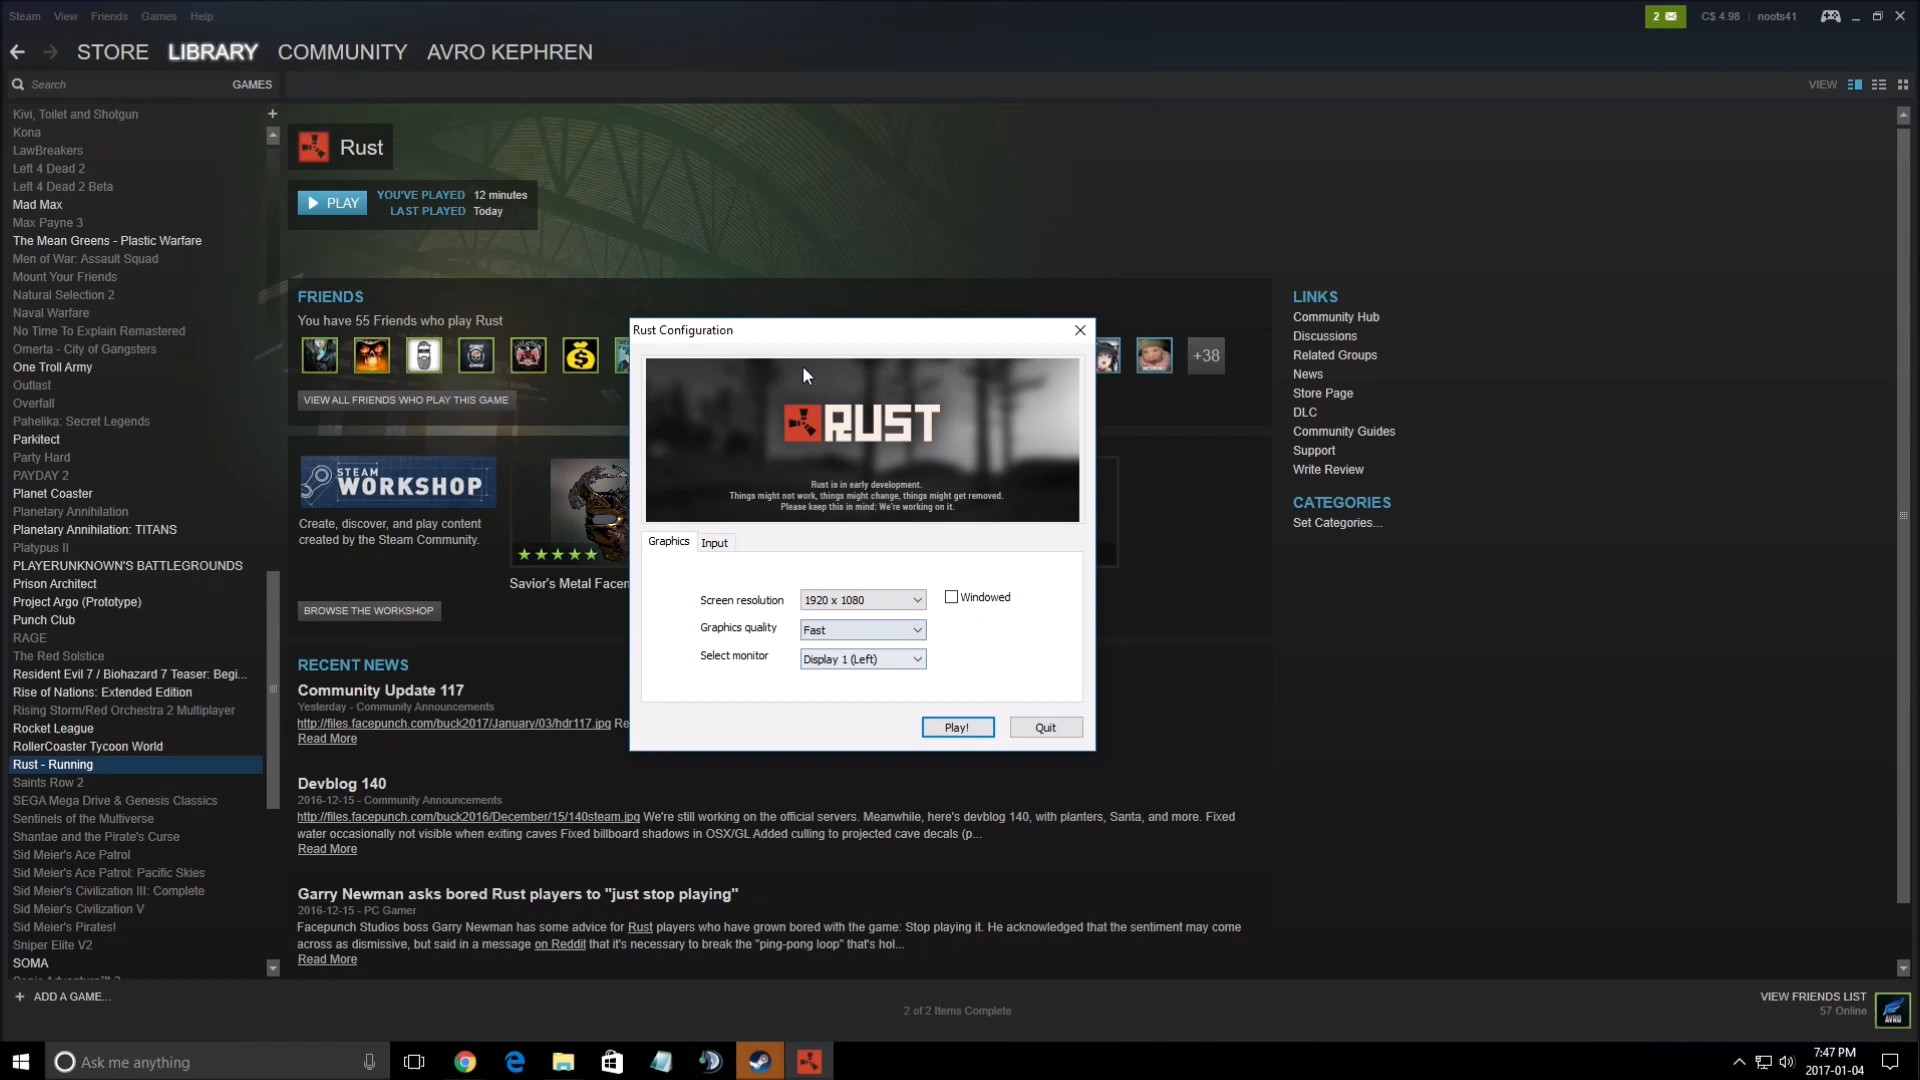 Steam View Friends Games Help
2 C$ 4.98 | noots41
STORE LIBRARY COMMUNITY AVRO KEPHREN
Search GAMES
VIEW
Kivi, Toilet and Shotgun
Kona
LawBreakers
Left 4 Dead 2
Left 4 Dead 2 Beta
Mad Max
Max Payne 3
The Mean Greens - Plastic Warfare
Men of War: Assault Squad
Mount Your Friends
Natural Selection 2
Naval Warfare
No Time To Explain Remastered
Omerta - City of Gangsters
One Troll Army
Outlast
Overfall
Pahelika: Secret Legends
Parkitect
Party Hard
PAYDAY 2
Planet Coaster
Planetary Annihilation
Planetary Annihilation: TITANS
Platypus II
PLAYERUNKNOWN'S BATTLEGROUNDS
Prison Architect
Project Argo (Prototype)
Punch Club
RAGE
The Red Solstice
Resident Evil 7 / Biohazard 7 Teaser: Begi...
Rise of Nations: Extended Edition
Rising Storm/Red Orchestra 2 Multiplayer
Rocket League
RollerCoaster Tycoon World
Rust - Running
Saints Row 2
SEGA Mega Drive & Genesis Classics
Sentinels of the Multiverse
Shantae and the Pirate's Curse
Sid Meier's Ace Patrol
Sid Meier's Ace Patrol: Pacific Skies
Sid Meier's Civilization III: Complete
Sid Meier's Civilization V
Sid Meier's Pirates!
Sniper Elite V2
SOMA
Rust
PLAY
YOU'VE PLAYED 12 minutes
LAST PLAYED Today
FRIENDS
You have 55 Friends who play Rust
+38
VIEW ALL FRIENDS WHO PLAY THIS GAME
STEAM
WORKSHOP
Create, discover, and play content
created by the Steam Community.
BROWSE THE WORKSHOP
Savior's Metal Facem
RECENT NEWS
Community Update 117
Yesterday - Community Announcements
http://files.facepunch.com/buck2017/January/03/hdr117.jpg Re
Read More
Devblog 140
2016-12-15 - Community Announcements
http://files.facepunch.com/buck2016/December/15/140steam.jpg We're still working on the official servers. Meanwhile, here's devblog 140, with planters, Santa, and more. Fixed
water occasionally not visible when exiting caves Fixed billboard shadows in OSX/GL Added culling to projected cave decals (p...
Read More
Garry Newman asks bored Rust players to "just stop playing"
2016-12-15 - PC Gamer
Facepunch Studios boss Garry Newman has some advice for Rust players who have grown bored with the game: Stop playing it. He acknowledged that the sentiment may come
across as dismissive, but said in a message on Reddit that it's necessary to break the "ping-pong loop" that's hol...
Read More
Rust Configuration
RUST
Rust is in early development.
Things might not work, things might change, things might get removed.
Please keep this in mind: We're working on it.
Graphics Input
Screen resolution 1920 x 1080 Windowed
Graphics quality Fast
Select monitor Display 1 (Left)
Play! Quit
LINKS
Community Hub
Discussions
Related Groups
News
Store Page
DLC
Community Guides
Support
Write Review
CATEGORIES
Set Categories...
+ ADD A GAME...
2 of 2 Items Complete
VIEW FRIENDS LIST
57 Online
AVRO
Ask me anything
7:47 PM
2017-01-04